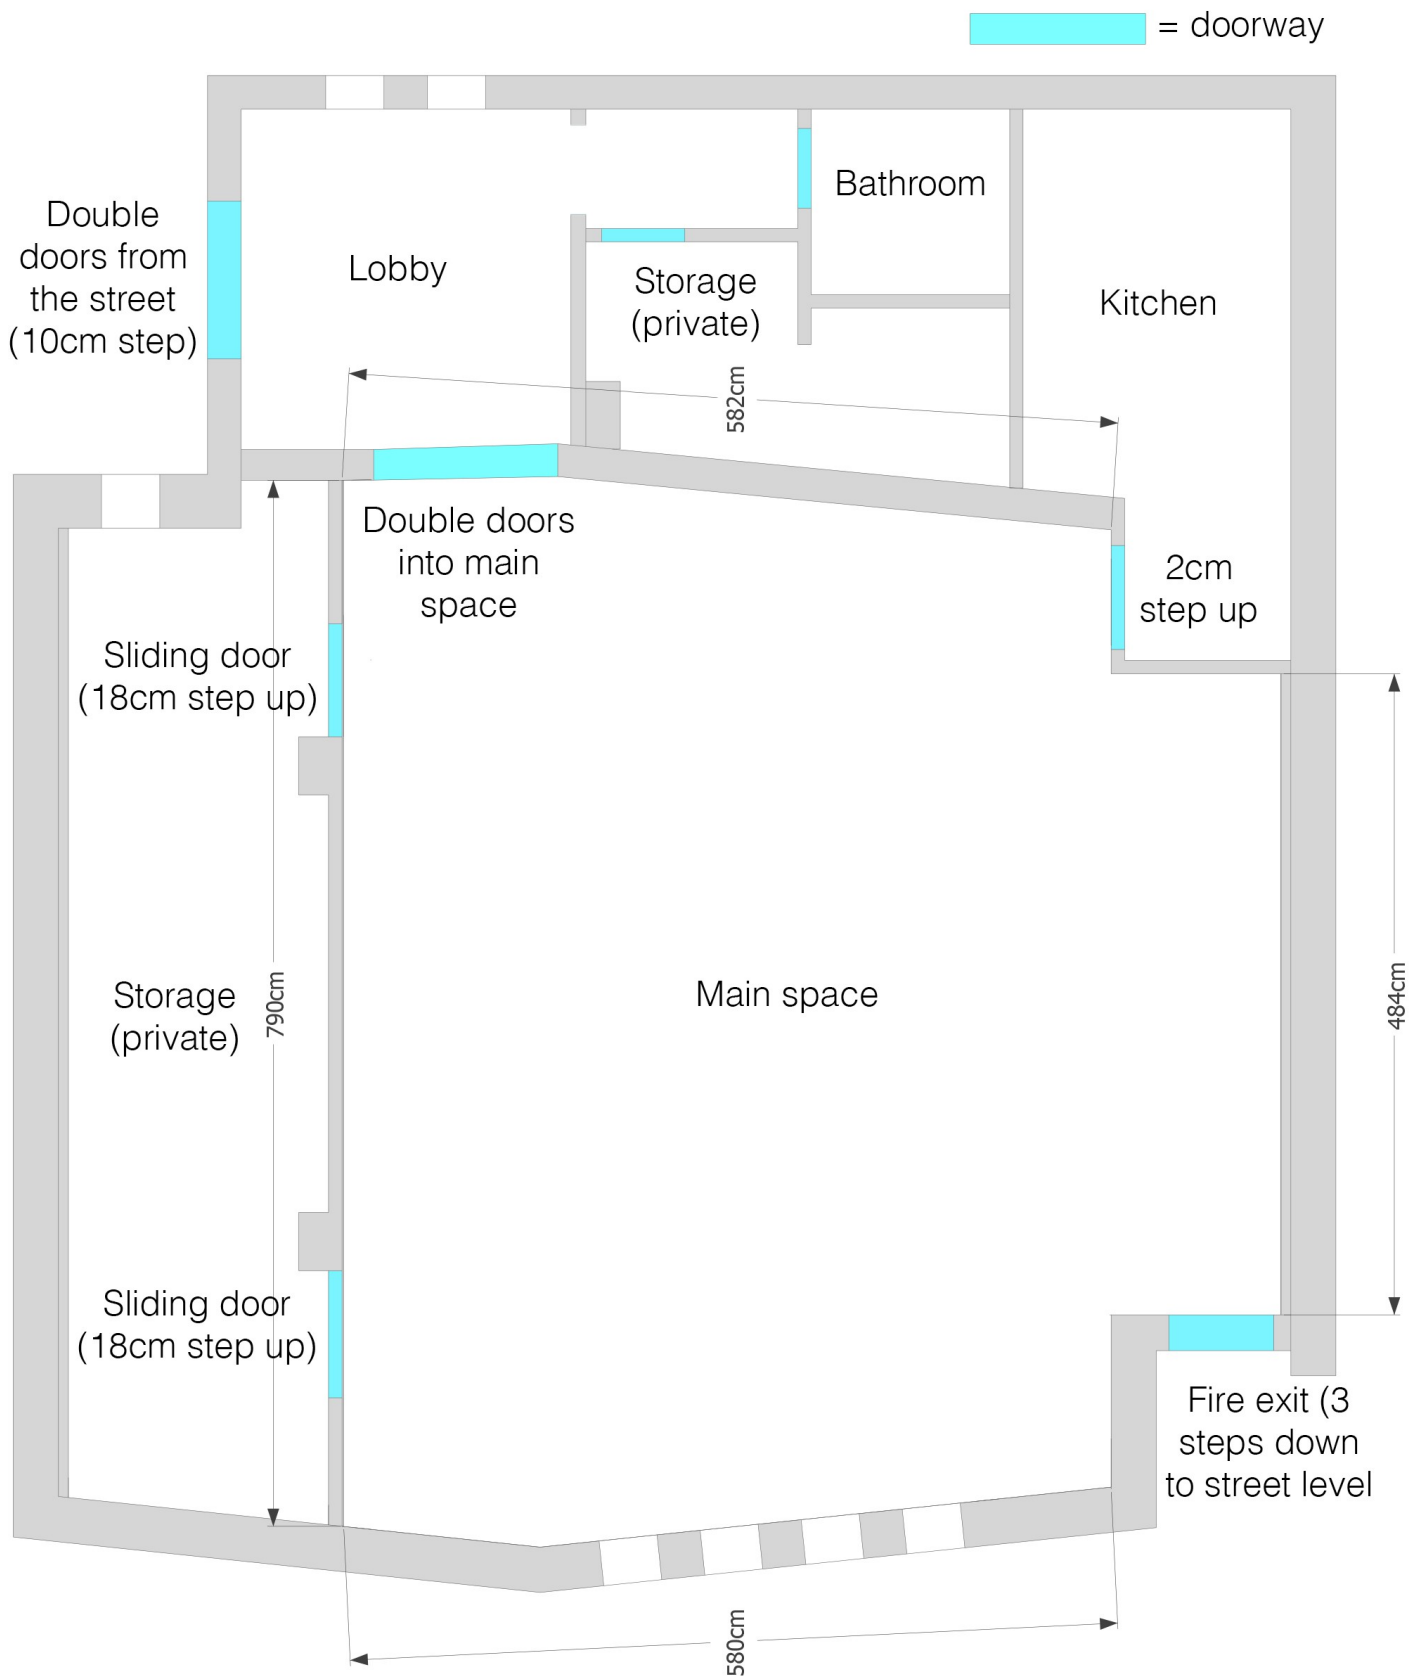 = doorway
Double
doors from
the street
(10cm step)
Lobby
Bathroom
Storage
(private)
Kitchen
582cm
Double doors
into main
space
2cm
step up
Sliding door
(18cm step up)
Storage
(private)
790cm
Main space
484cm
Sliding door
(18cm step up)
Fire exit (3
steps down
to street level
580cm